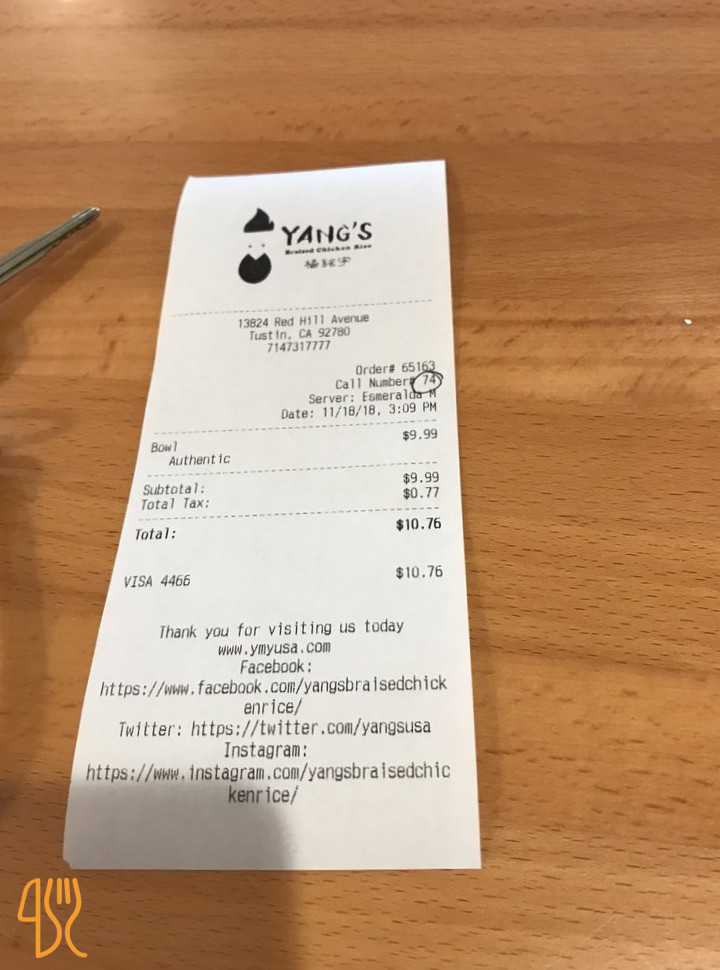 YANG'S
Braised Chicken Rice
楊銘宇
13824 Red Hill Avenue
Tustin, CA 92780
7147317777
Order# 65163
Call Number# 74
Server: Esmeralda M
Date: 11/18/18, 3:09 PM
Bowl $9.99
Authentic
Subtotal: $9.99
Total Tax: $0.77
Total: $10.76
VISA 4466 $10.76
Thank you for visiting us today
www.ymyusa.com
Facebook:
https://www.facebook.com/yangsbraisedchick
enrice/
Twitter: https://twitter.com/yangsusa
Instagram:
https://www.instagram.com/yangsbraisedchic
kenrice/